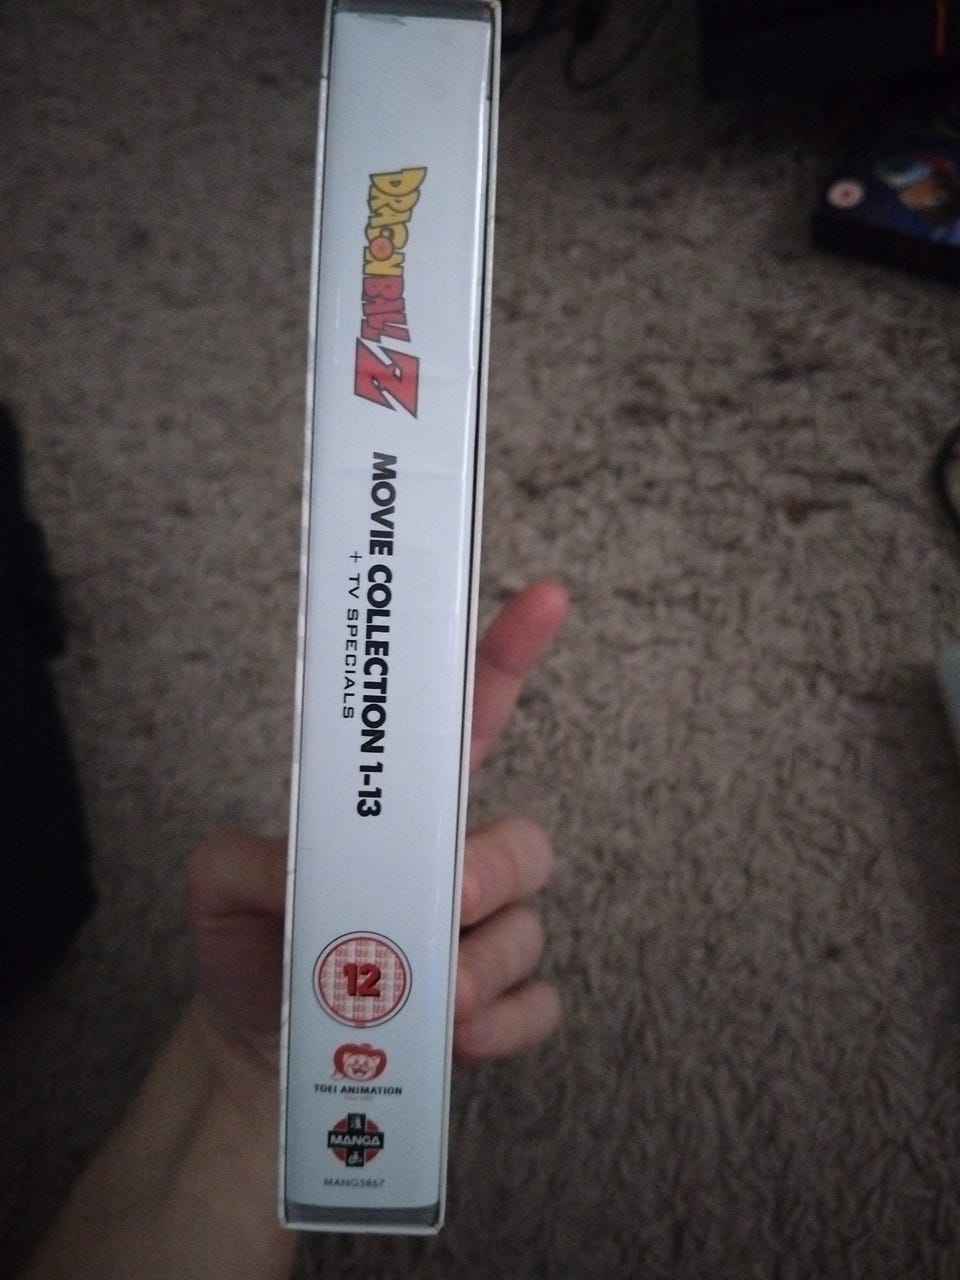 DRAGON BALL Z
MOVIE COLLECTION 1-13
+ TV SPECIALS
12
TOEI ANIMATION
MANGA
MANG5867